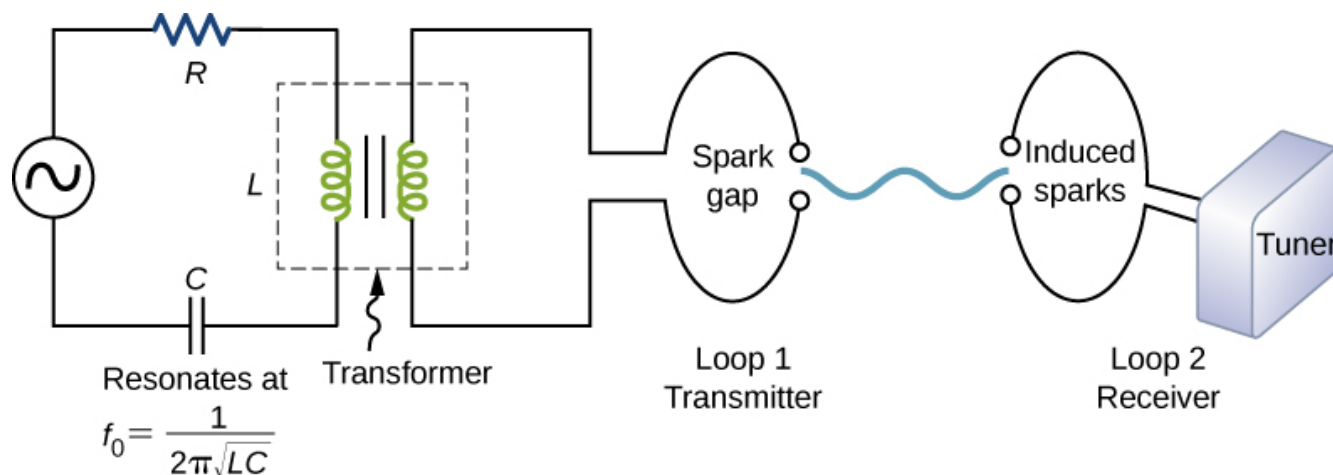 R
L
C
Resonates at
f₀ = 1 / 2π√LC
Transformer
Spark
gap
Loop 1
Transmitter
Induced
sparks
Loop 2
Receiver
Tuner